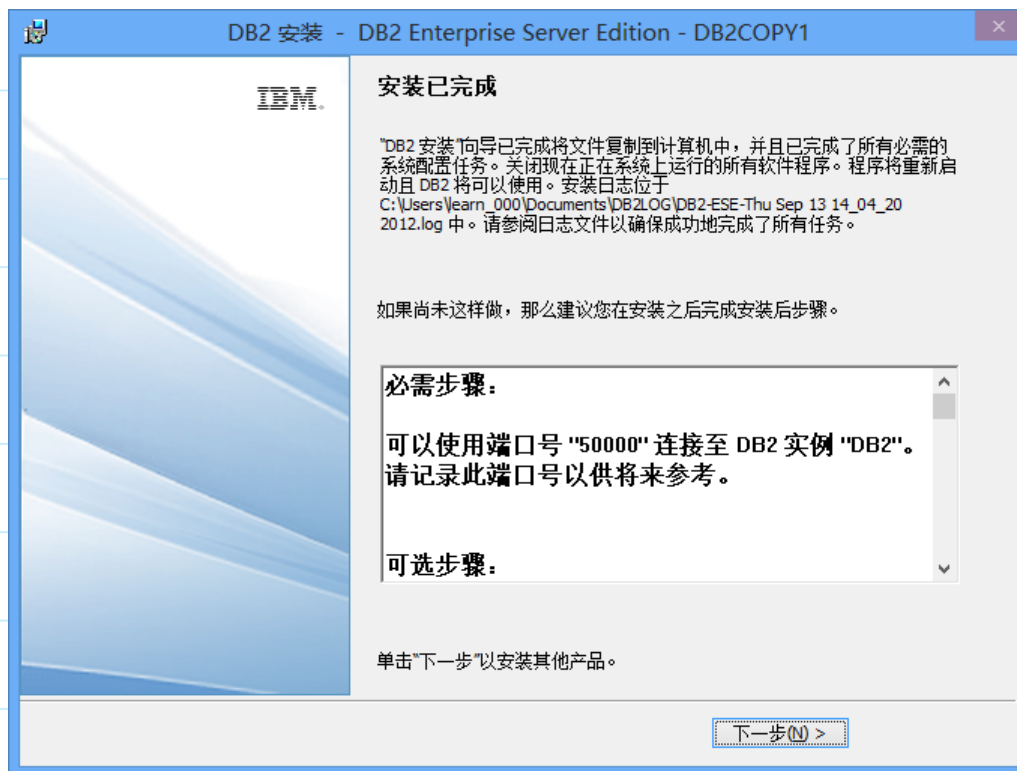 DB2 安装 - DB2 Enterprise Server Edition - DB2COPY1
IBM.
安装已完成
"DB2 安装"向导已完成将文件复制到计算机中，并且已完成了所有必需的
系统配置任务。关闭现在正在系统上运行的所有软件程序。程序将重新启
动且 DB2 将可以使用。安装日志位于
C:\Users\learn_000\Documents\DB2LOG\DB2-ESE-Thu Sep 13 14_04_20
2012.log 中。请参阅日志文件以确保成功地完成了所有任务。
如果尚未这样做，那么建议您在安装之后完成安装后步骤。
必需步骤：
可以使用端口号 "50000" 连接至 DB2 实例 "DB2"。
请记录此端口号以供将来参考。
可选步骤：
单击"下一步"以安装其他产品。
下一步(N) >